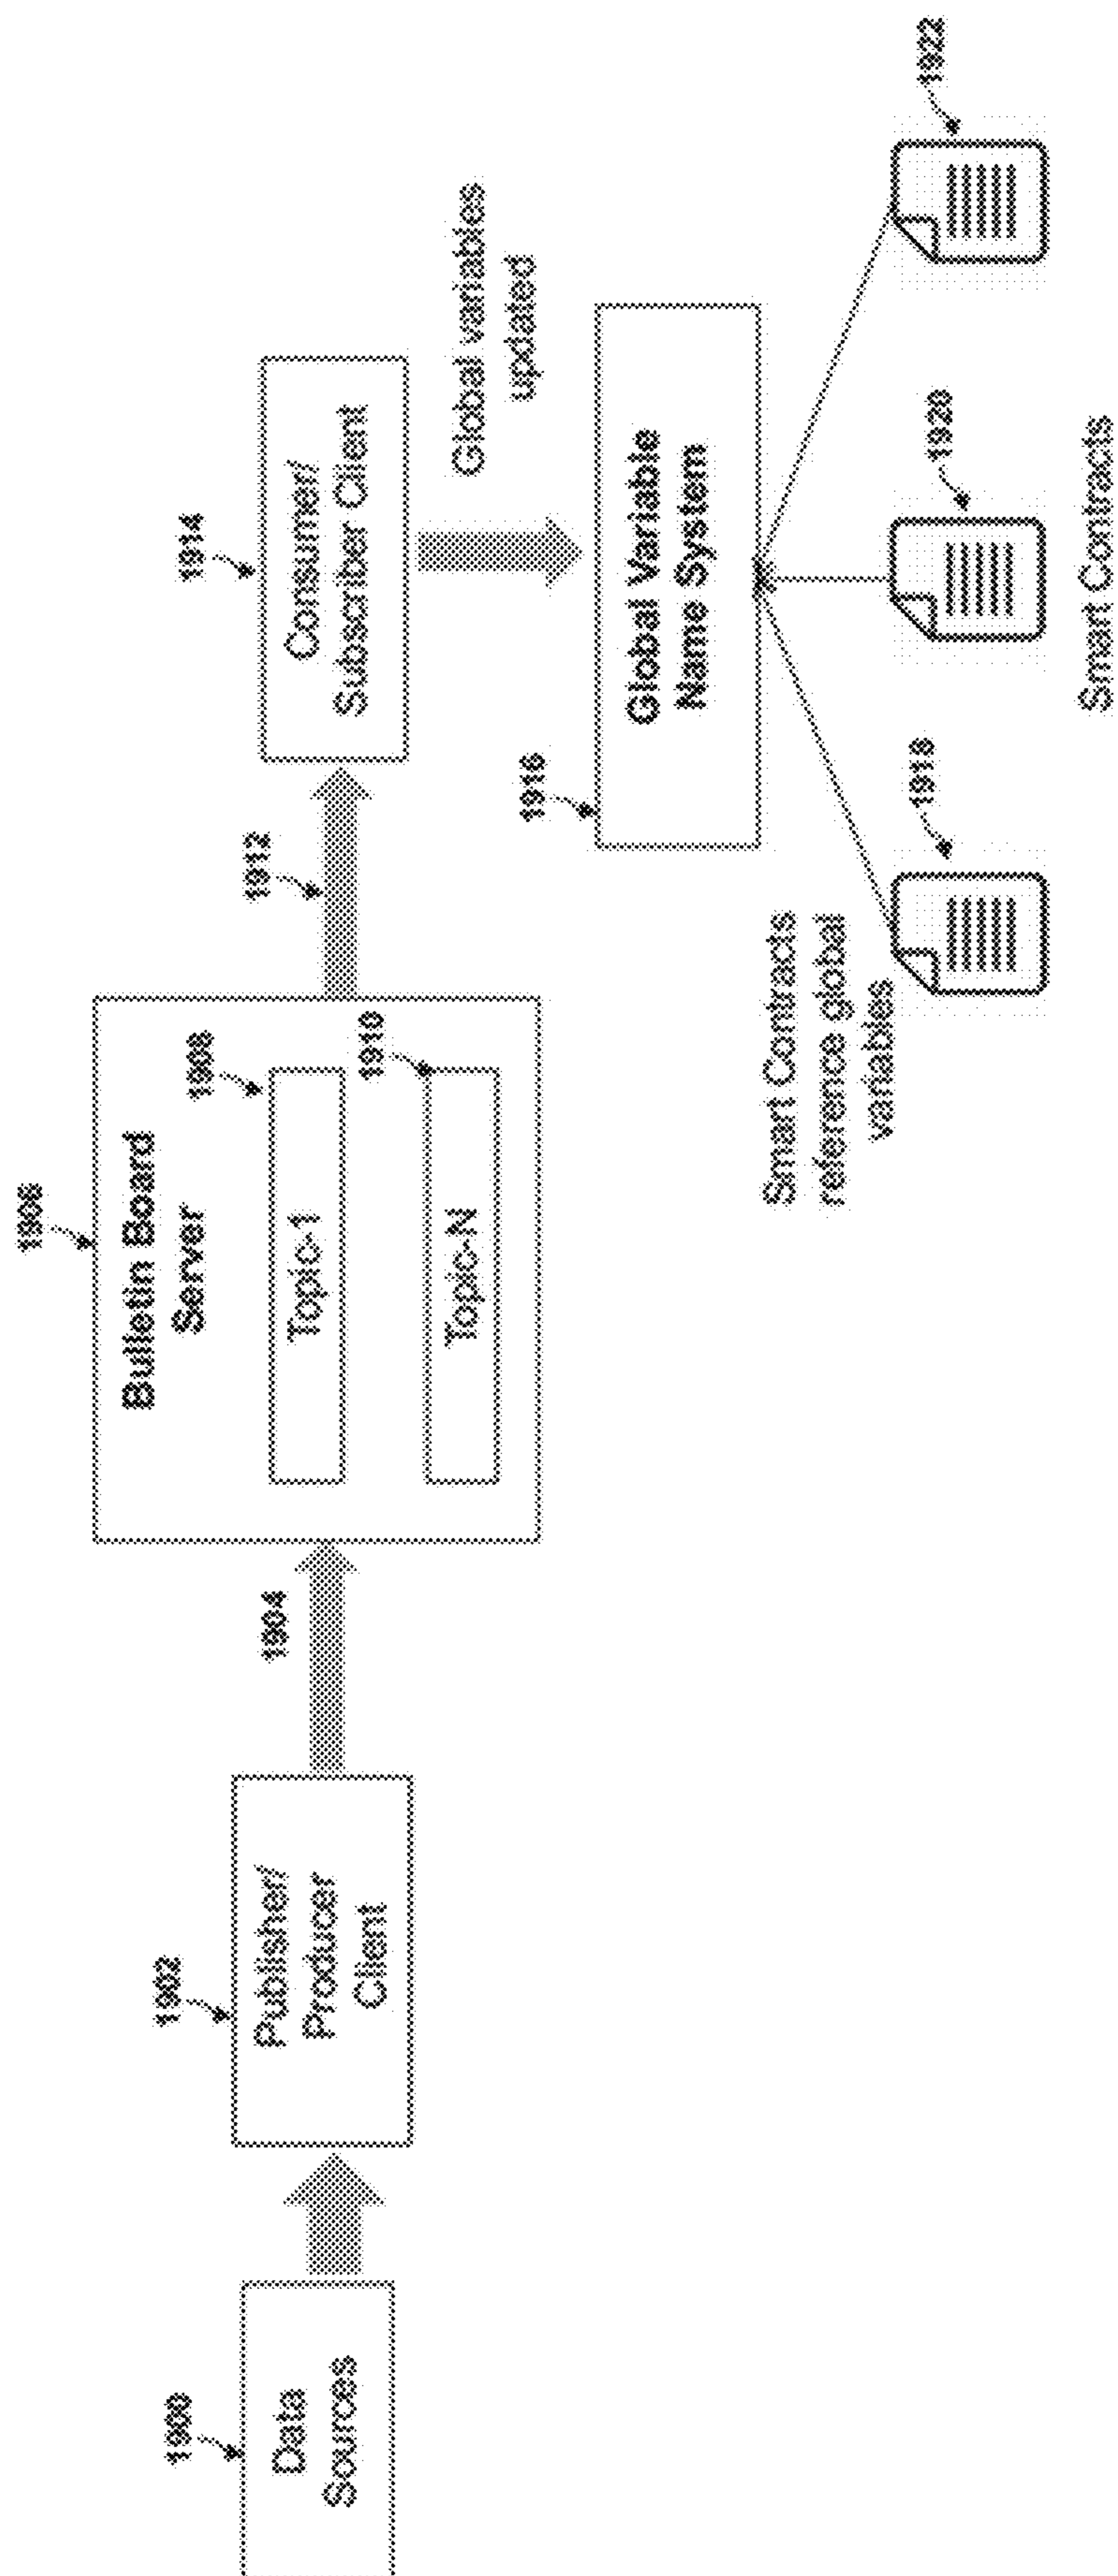 1900
Data
Sources
1902
Publisher/
Producer
Client
1904
1906
Bulletin Board
Server
1908
Topic-1
1910
Topic-N
1912
1914
Consumer/
Subscriber Client
Global variables
updated
1916
Global Variable
Name System
Smart Contracts
reference global
variables
1918
1920
1922
Smart Contracts